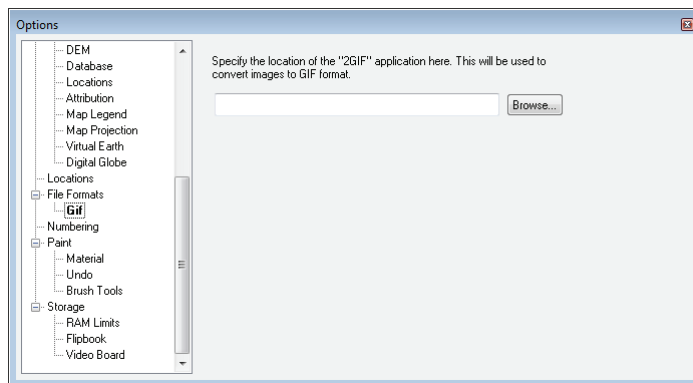 Options
DEM
Database
Locations
Attribution
Map Legend
Map Projection
Virtual Earth
Digital Globe
Locations
File Formats
Gif
Numbering
Paint
Material
Undo
Brush Tools
Storage
RAM Limits
Flipbook
Video Board
Specify the location of the "2GIF" application here. This will be used to
convert images to GIF format.
Browse...